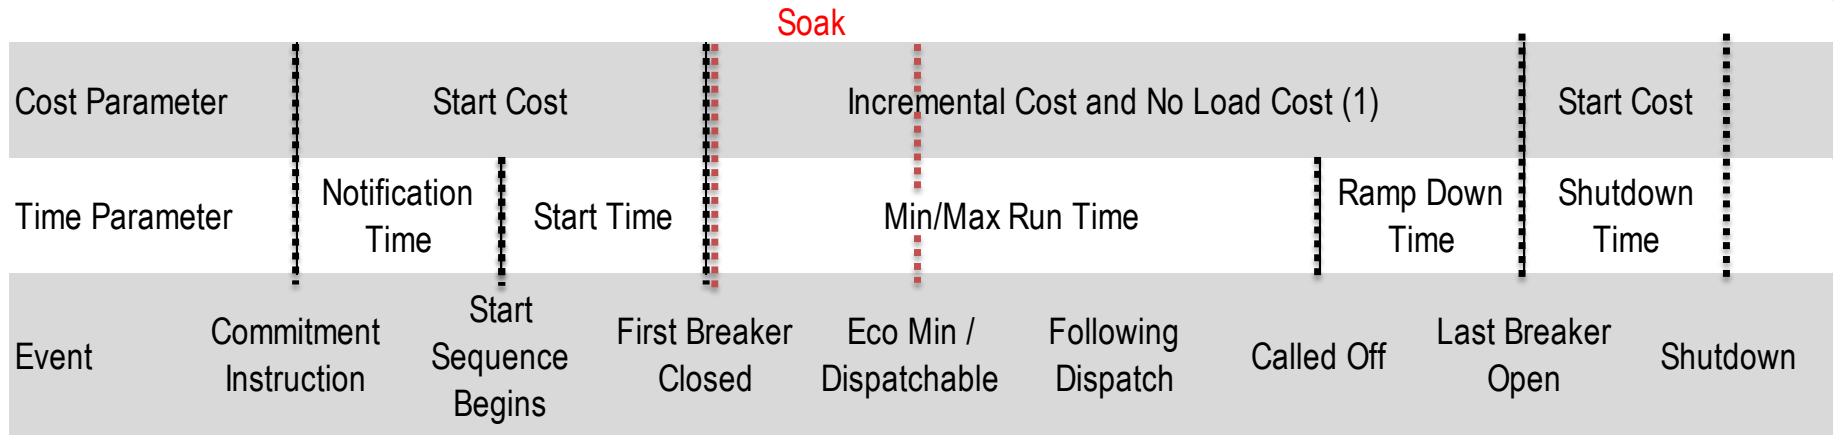 Soak
Cost Parameter Start Cost Incremental Cost and No Load Cost (1) Start Cost
Time Parameter Notification Time Start Time Min/Max Run Time Ramp Down Time Shutdown Time
Event Commitment Instruction Start Sequence Begins First Breaker Closed Eco Min / Dispatchable Following Dispatch Called Off Last Breaker Open Shutdown